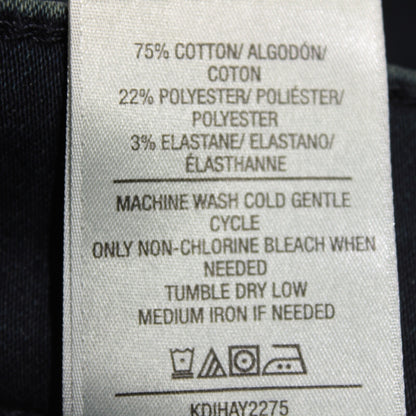 75% COTTON/ ALGODÓN/
COTON
22% POLYESTER/ POLIÉSTER/
POLYESTER
3% ELASTANE/ ELASTANO/
ÉLASTHANNE
MACHINE WASH COLD GENTLE
CYCLE
ONLY NON-CHLORINE BLEACH WHEN
NEEDED
TUMBLE DRY LOW
MEDIUM IRON IF NEEDED
KDIHAY2275